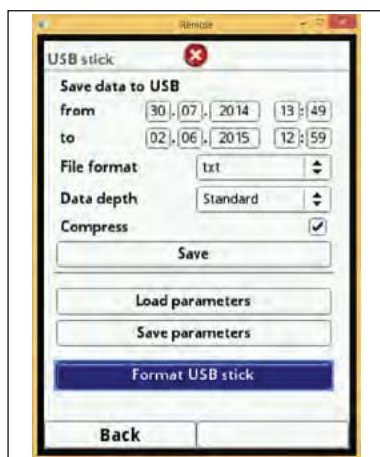 Remote
USB stick
Save data to USB
from 30 . 07 . 2014 13 : 49
to 02 . 06 . 2015 12 : 59
File format txt
Data depth Standard
Compress
Save
Load parameters
Save parameters
Format USB stick
Back